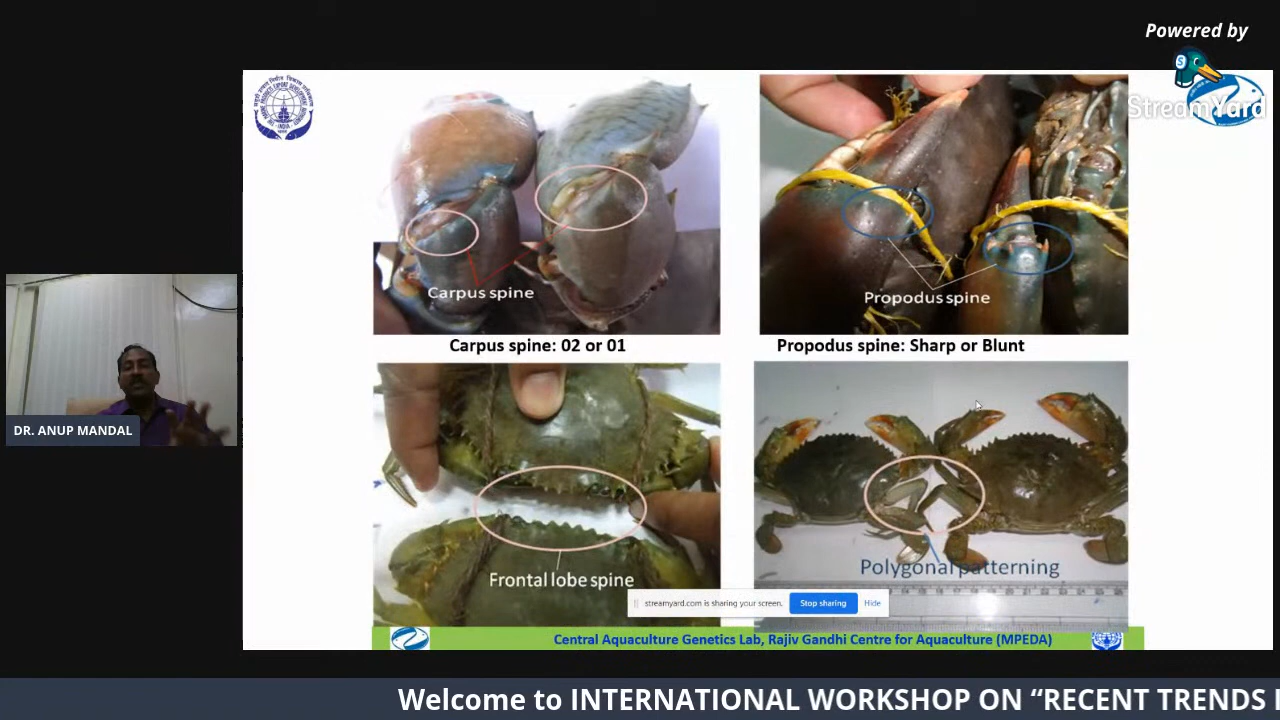 Powered by
StreamYard
Carpus spine
Propodus spine
Carpus spine: 02 or 01
Propodus spine: Sharp or Blunt
DR. ANUP MANDAL
Frontal lobe spine
Polygonal patterning
streamyard.com is sharing your screen.
Stop sharing
Hide
Central Aquaculture Genetics Lab, Rajiv Gandhi Centre for Aquaculture (MPEDA)
Welcome to INTERNATIONAL WORKSHOP ON “RECENT TRENDS